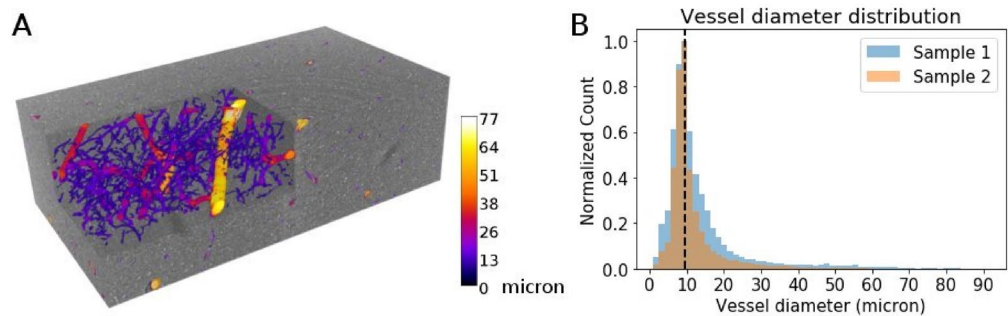 A
77
64
51
38
26
13
0 micron
B
Vessel diameter distribution
Sample 1
Sample 2
Normalized Count
1.0
0.8
0.6
0.4
0.2
0.0
0 10 20 30 40 50 60 70 80 90
Vessel diameter (micron)